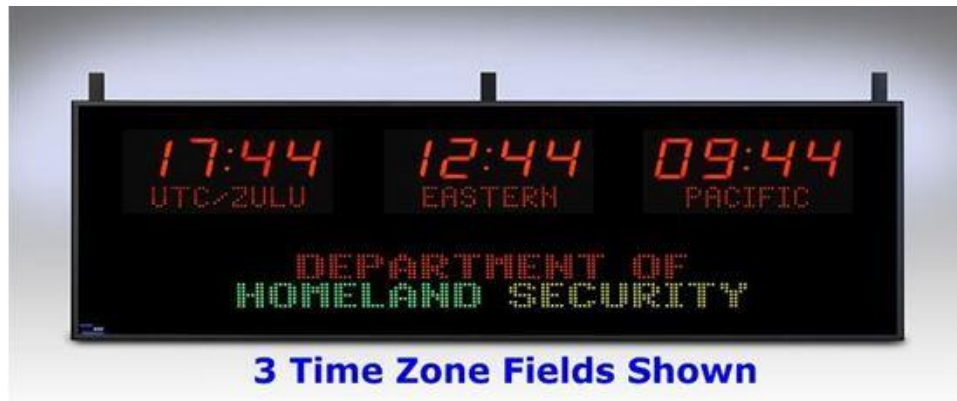 17:44 12:44 09:44
UTC/ZULU EASTERN PACIFIC
DEPARTMENT OF
HOMELAND SECURITY
3 Time Zone Fields Shown